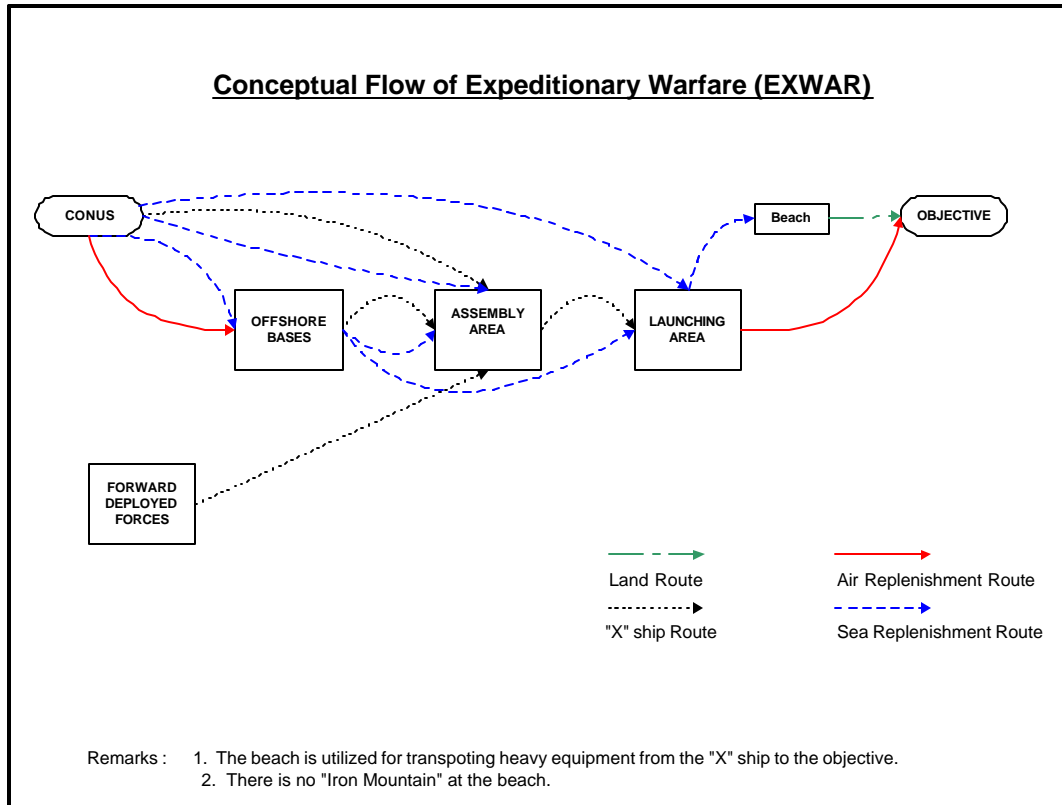 Conceptual Flow of Expeditionary Warfare (EXWAR)
CONUS
Beach
OBJECTIVE
OFFSHORE
BASES
ASSEMBLY
AREA
LAUNCHING
AREA
FORWARD
DEPLOYED
FORCES
Land Route
Air Replenishment Route
"X" ship Route
Sea Replenishment Route
Remarks : 1. The beach is utilized for transpoting heavy equipment from the "X" ship to the objective.
2. There is no "Iron Mountain" at the beach.